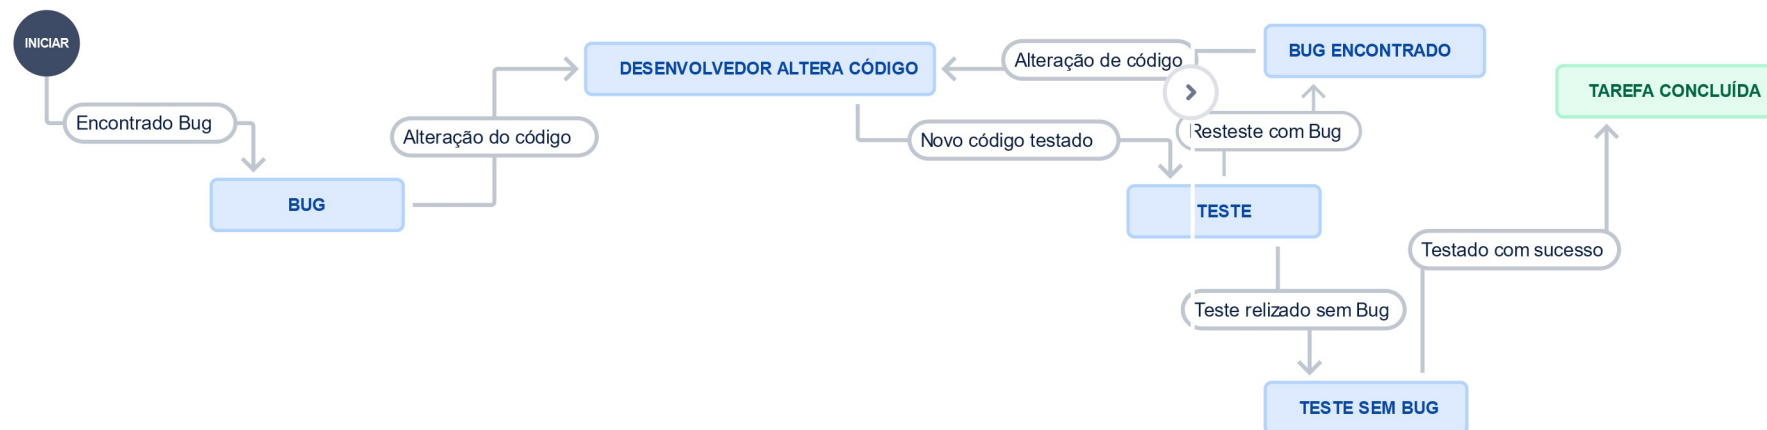 INICIAR
Encontrado Bug
BUG
Alteração do código
DESENVOLVEDOR ALTERA CÓDIGO
Alteração de código
BUG ENCONTRADO
Novo código testado
Resteste com Bug
TESTE
Teste relizado sem Bug
TESTE SEM BUG
Testado com sucesso
TAREFA CONCLUÍDA